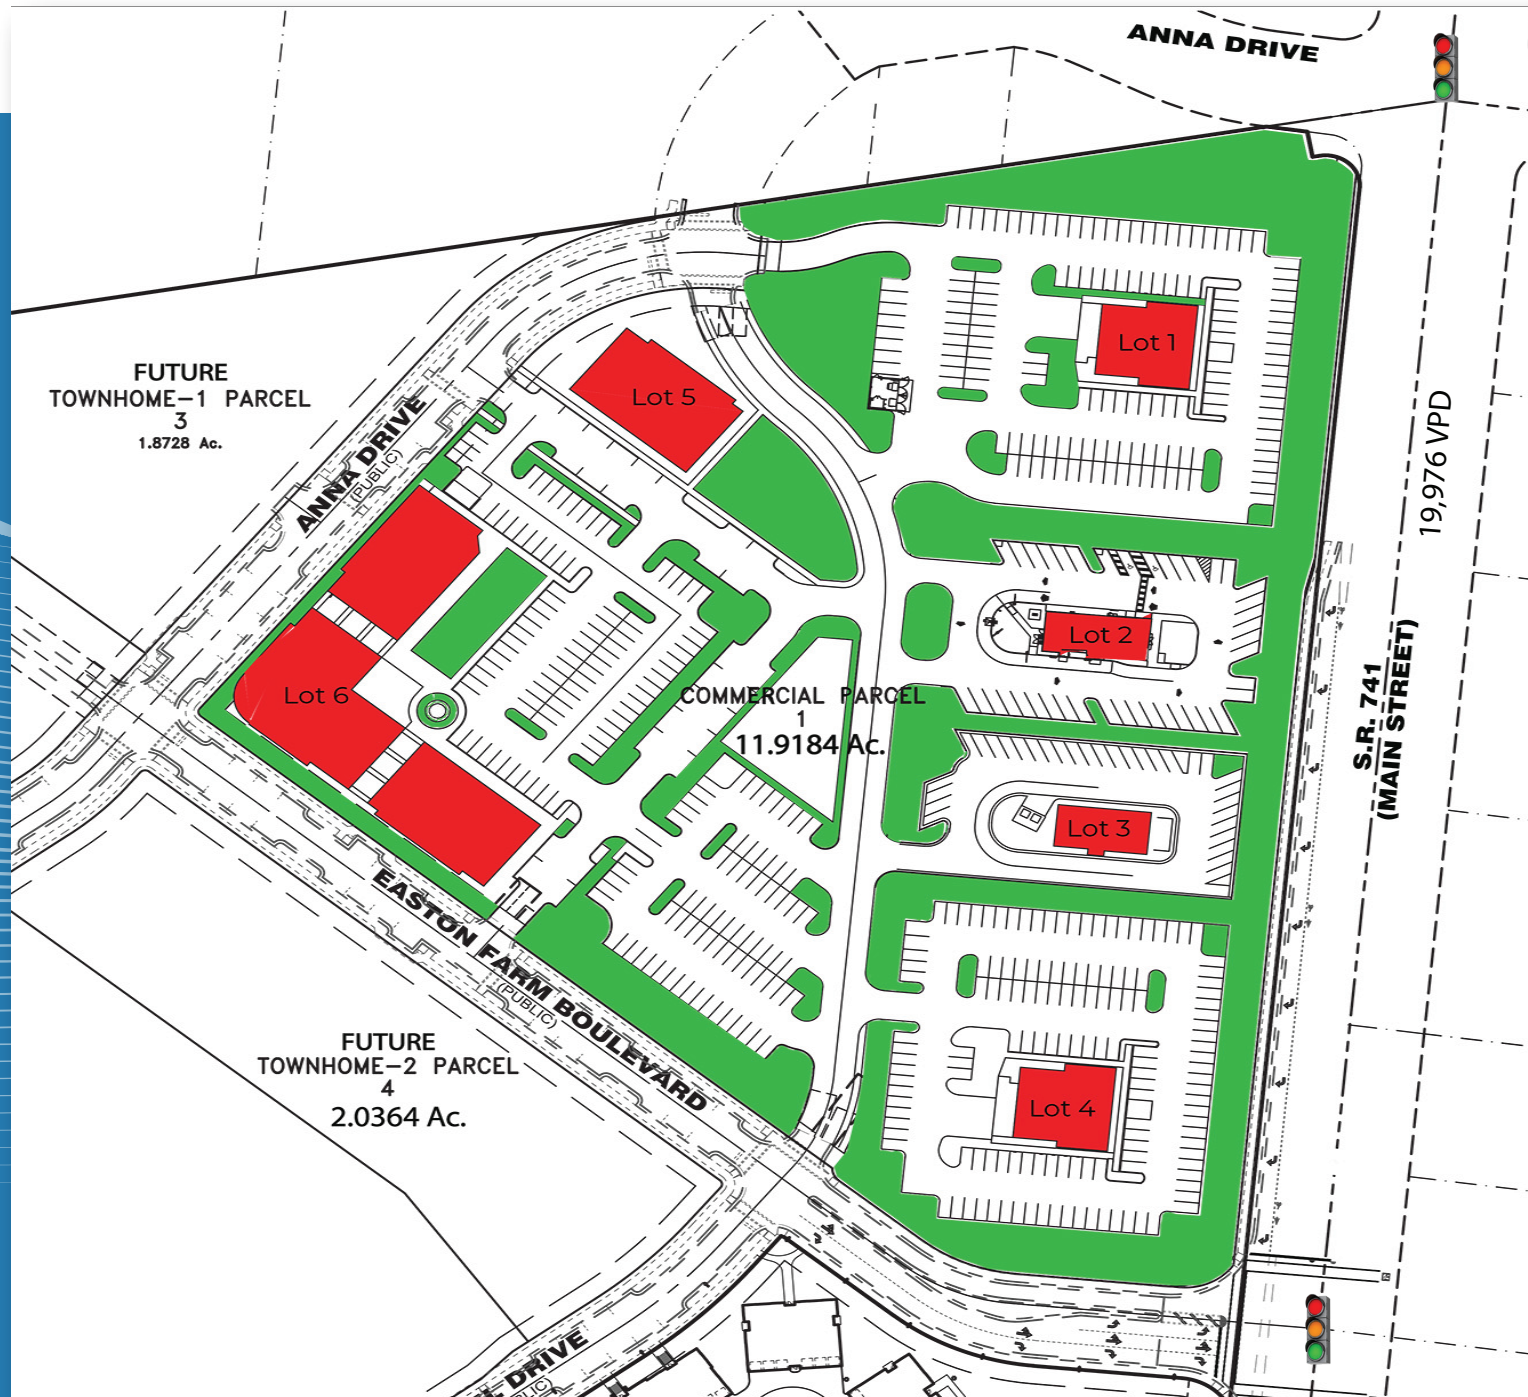 ANNA DRIVE
Lot 1
FUTURE
TOWNHOME-1 PARCEL
3
1.8728 Ac.
Lot 5
ANNA DRIVE
(PUBLIC)
19,976 VPD
Lot 2
Lot 6
COMMERCIAL PARCEL
1
11.9184 Ac.
S.R. 741
(MAIN STREET)
Lot 3
EASTON FARM BOULEVARD
(PUBLIC)
FUTURE
TOWNHOME-2 PARCEL
4
2.0364 Ac.
Lot 4
DRIVE